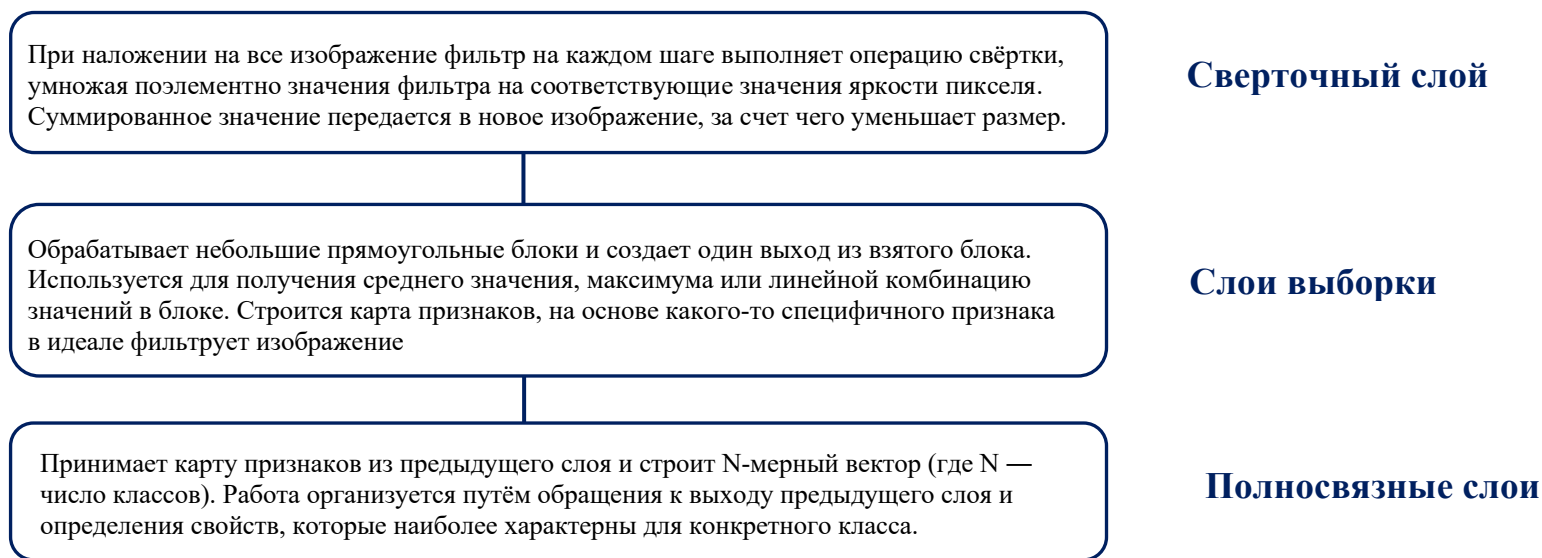 При наложении на все изображение фильтр на каждом шаге выполняет операцию свёртки,
умножая поэлементно значения фильтра на соответствующие значения яркости пикселя.
Суммированное значение передается в новое изображение, за счет чего уменьшает размер.
Сверточный слой
Обрабатывает небольшие прямоугольные блоки и создает один выход из взятого блока.
Используется для получения среднего значения, максимума или линейной комбинацию
значений в блоке. Строится карта признаков, на основе какого-то специфичного признака
в идеале фильтрует изображение
Слои выборки
Принимает карту признаков из предыдущего слоя и строит N-мерный вектор (где N —
число классов). Работа организуется путём обращения к выходу предыдущего слоя и
определения свойств, которые наиболее характерны для конкретного класса.
Полносвязные слои